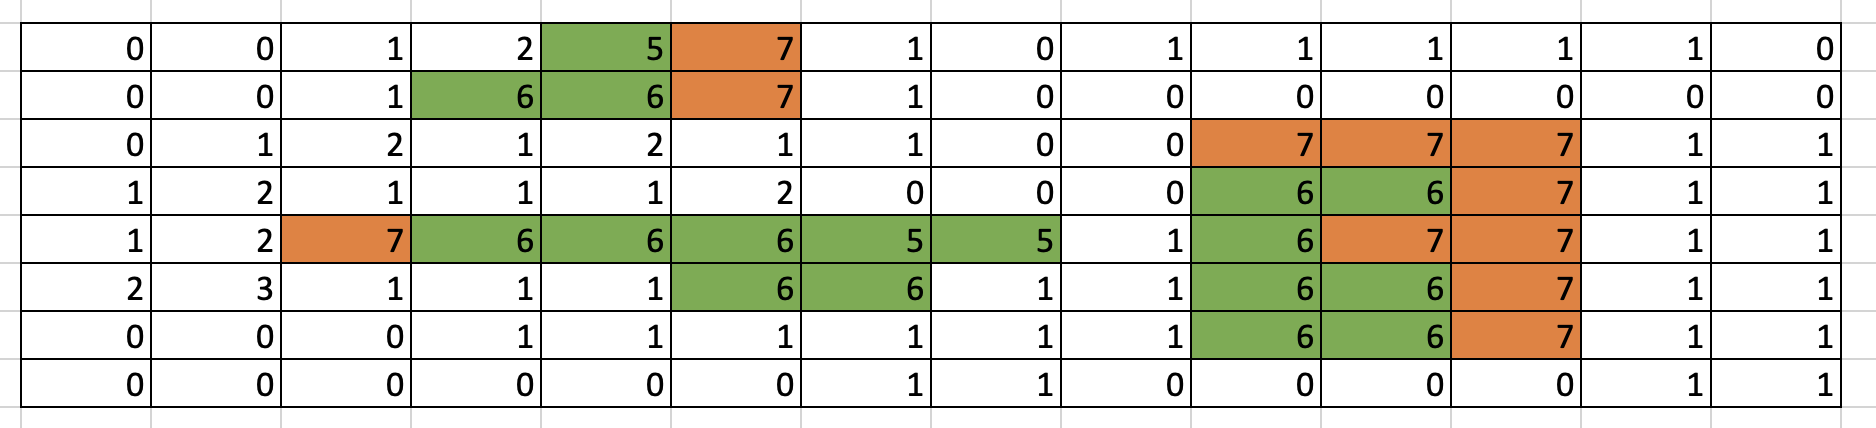 0 0 1 2 5 7 1 0 1 1 1 1 1 0
0 0 1 6 6 7 1 0 0 0 0 0 0 0
0 1 2 1 2 1 1 0 0 7 7 7 1 1
1 2 1 1 1 2 0 0 0 6 6 7 1 1
1 2 7 6 6 6 5 5 1 6 7 7 1 1
2 3 1 1 1 6 6 1 1 6 6 7 1 1
0 0 0 1 1 1 1 1 1 6 6 7 1 1
0 0 0 0 0 0 1 1 0 0 0 0 1 1